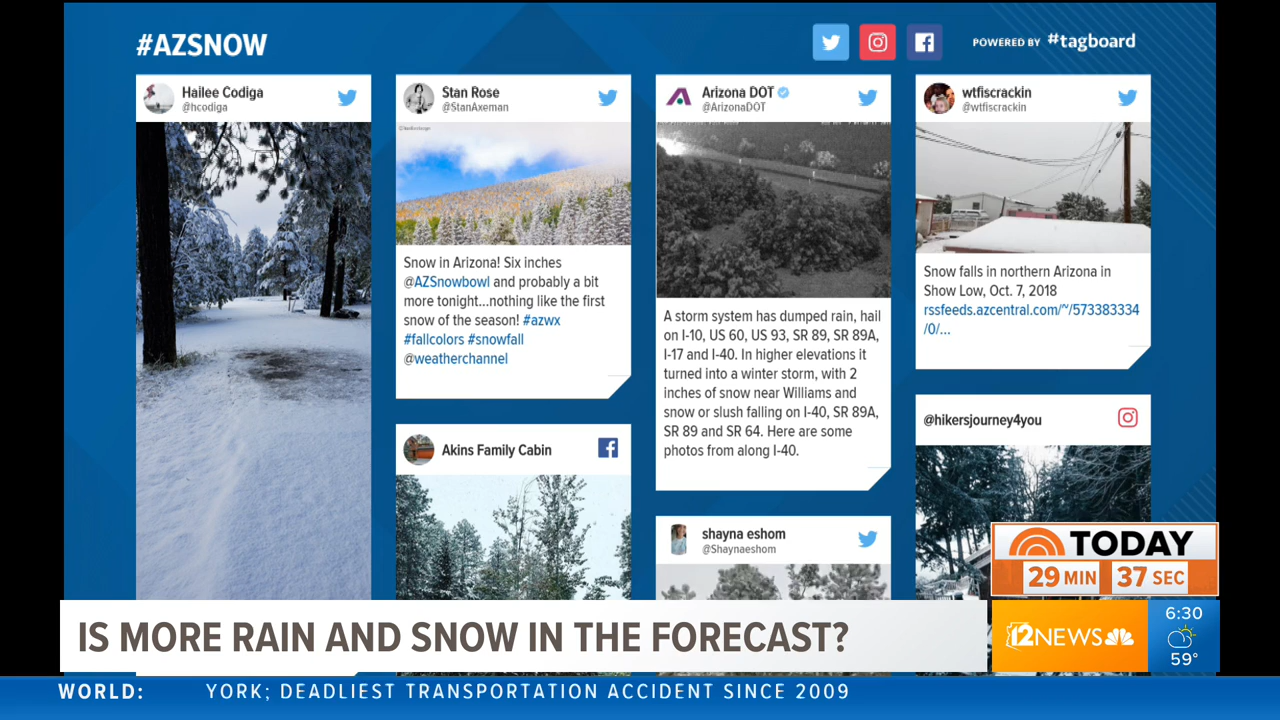 #AZSNOW
POWERED BY #tagboard
Hailee Codiga
@hcodiga
Stan Rose
@StanAxeman
Snow in Arizona! Six inches
@AZSnowbowl and probably a bit
more tonight...nothing like the first
snow of the season! #azwx
#fallcolors #snowfall
@weatherchannel
Akins Family Cabin
Arizona DOT
@ArizonaDOT
A storm system has dumped rain, hail
on I-10, US 60, US 93, SR 89, SR 89A,
I-17 and I-40. In higher elevations it
turned into a winter storm, with 2
inches of snow near Williams and
snow or slush falling on I-40, SR 89A,
SR 89 and SR 64. Here are some
photos from along I-40.
shayna eshom
@Shaynaeshom
wtfiscrackin
@wtfiscrackin
Snow falls in northern Arizona in
Show Low, Oct. 7, 2018
rssfeeds.azcentral.com/~/573383334
/0/...
@hikersjourney4you
TODAY
29 MIN 37 SEC
IS MORE RAIN AND SNOW IN THE FORECAST?
12NEWS
6:30
59°
WORLD: YORK; DEADLIEST TRANSPORTATION ACCIDENT SINCE 2009